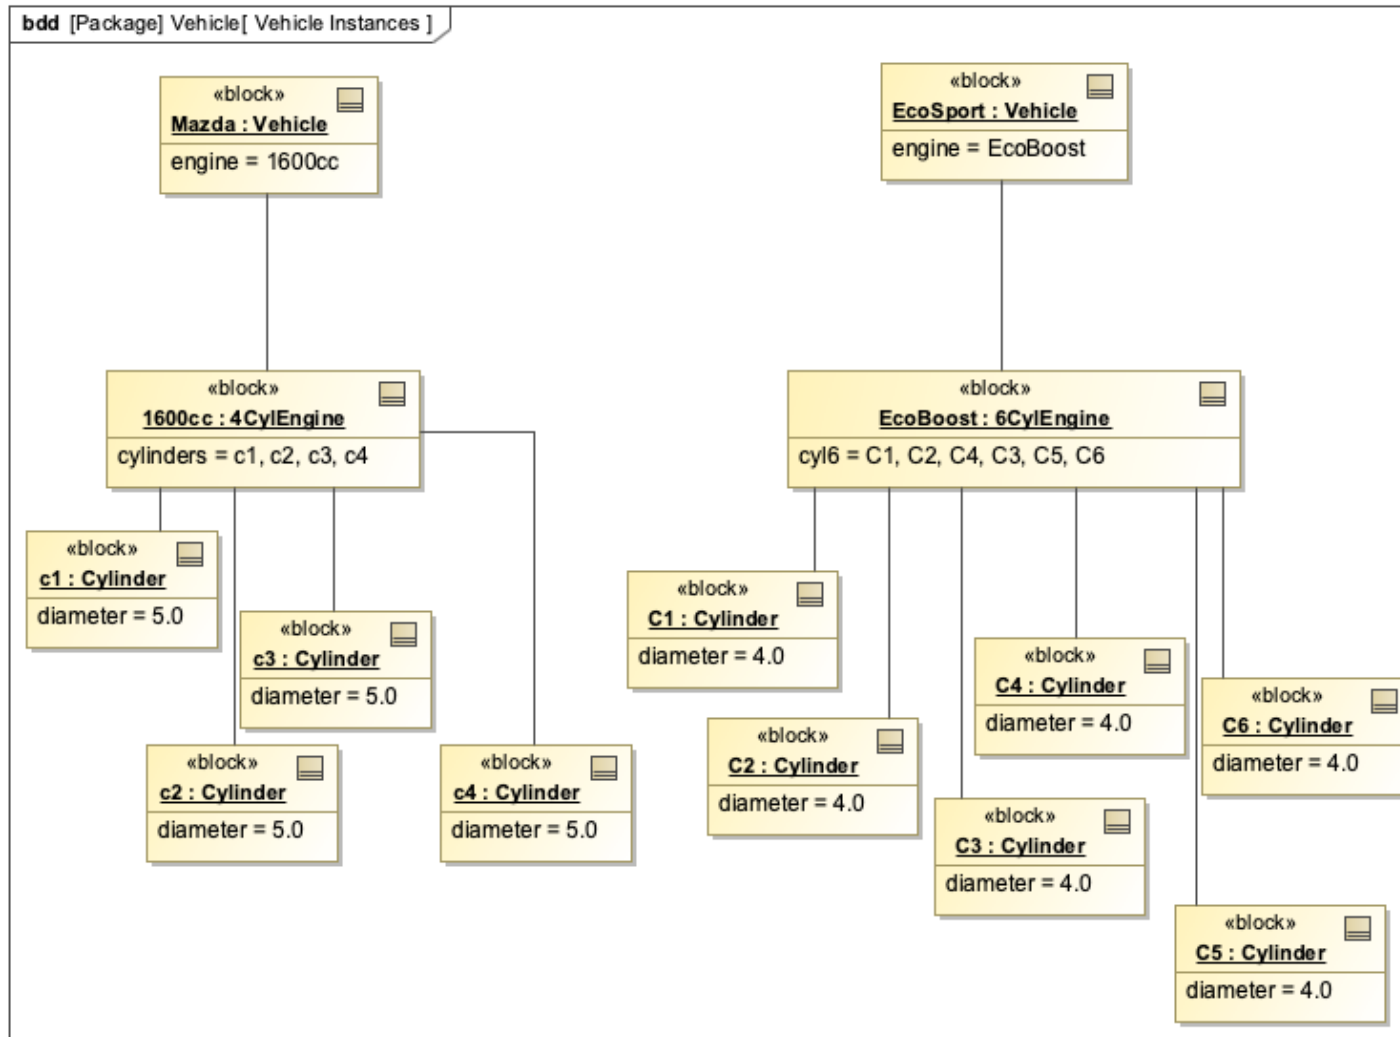 bdd [Package] Vehicle[ Vehicle Instances ]
«block»
Mazda : Vehicle
engine = 1600cc
«block»
EcoSport : Vehicle
engine = EcoBoost
«block»
1600cc : 4CylEngine
cylinders = c1, c2, c3, c4
«block»
EcoBoost : 6CylEngine
cyl6 = C1, C2, C4, C3, C5, C6
«block»
c1 : Cylinder
diameter = 5.0
«block»
c3 : Cylinder
diameter = 5.0
«block»
c2 : Cylinder
diameter = 5.0
«block»
c4 : Cylinder
diameter = 5.0
«block»
C1 : Cylinder
diameter = 4.0
«block»
C2 : Cylinder
diameter = 4.0
«block»
C4 : Cylinder
diameter = 4.0
«block»
C6 : Cylinder
diameter = 4.0
«block»
C3 : Cylinder
diameter = 4.0
«block»
C5 : Cylinder
diameter = 4.0